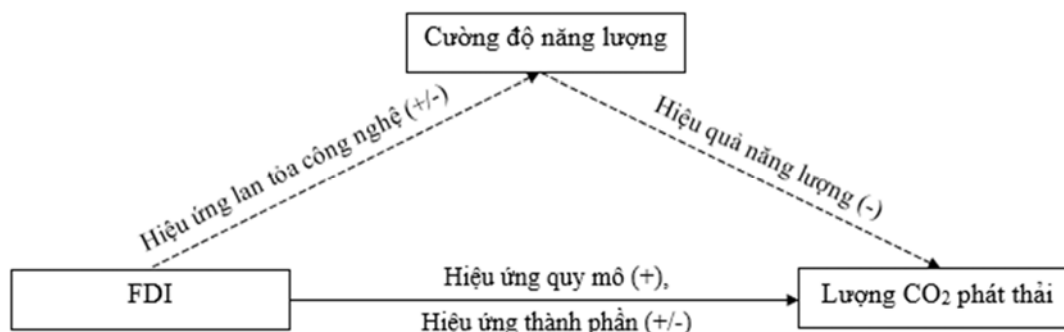 Cường độ năng lượng
Hiệu ứng lan tỏa công nghệ (+/-)
Hiệu quả năng lượng (-)
FDI
Hiệu ứng quy mô (+),
Hiệu ứng thành phần (+/-)
Lượng CO₂ phát thải